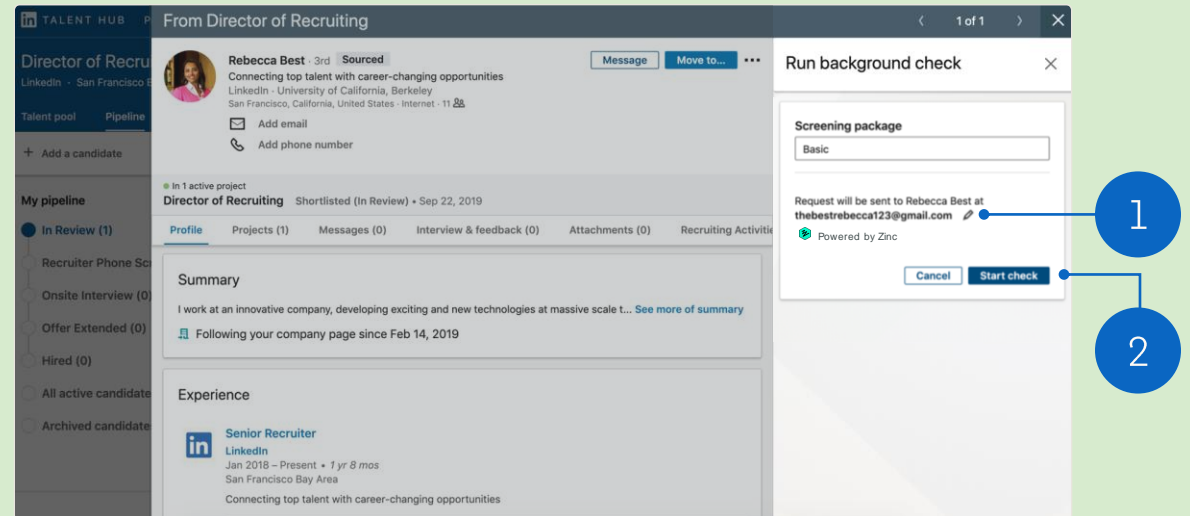 in TALENT HUB P
From Director of Recruiting
1 of 1
Director of Recru
LinkedIn · San Francisco B
Talent pool Pipeline
+ Add a candidate
My pipeline
In Review (1)
Recruiter Phone Scr
Onsite Interview (0)
Offer Extended (0)
Hired (0)
All active candidate
Archived candidate
Rebecca Best · 3rd Sourced
Message Move to... •••
Connecting top talent with career-changing opportunities
LinkedIn · University of California, Berkeley
San Francisco, California, United States · Internet · 11
Add email
Add phone number
In 1 active project
Director of Recruiting Shortlisted (In Review) • Sep 22, 2019
Profile Projects (1) Messages (0) Interview & feedback (0) Attachments (0) Recruiting Activitie
Summary
I work at an innovative company, developing exciting and new technologies at massive scale t... See more of summary
Following your company page since Feb 14, 2019
Experience
in
Senior Recruiter
LinkedIn
Jan 2018 – Present • 1 yr 8 mos
San Francisco Bay Area
Connecting top talent with career-changing opportunities
Run background check
Screening package
Basic
Request will be sent to Rebecca Best at
thebestrebecca123@gmail.com
Powered by Zinc
Cancel Start check
1
2